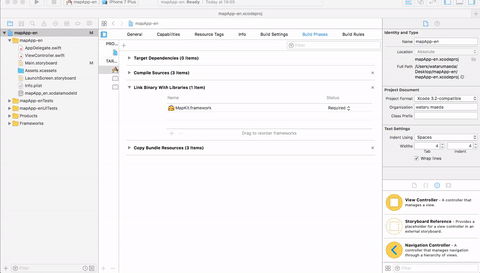 mapApp-en
iPhone 7 Plus
mapApp-en: Ready
Today at 16:05
mapApp-en.xcodeproj
mapApp-en
mapApp-en
AppDelegate.swift
ViewController.swift
Main.storyboard
Assets.xcassets
LaunchScreen.storyboard
Info.plist
mapApp_en.xcdatamodeld
mapApp-enTests
mapApp-enUITests
Products
Frameworks
Filter
mapApp-en
General
Capabilities
Resource Tags
Info
Build Settings
Build Phases
Build Rules
PRO
TAR
Filter
Target Dependencies (0 items)
Compile Sources (3 items)
Link Binary With Libraries (1 item)
Name
Status
MapKit.framework
Required
Drag to reorder frameworks
Copy Bundle Resources (3 items)
Identity and Type
Name mapApp-en
Location Absolute
mapApp-en.xcodeproj
Full Path /Users/watarumaeda/
Desktop/mapApp-en/
mapApp-en.xcodeproj
Project Document
Project Format Xcode 3.2-compatible
Organization wataru maeda
Class Prefix
Text Settings
Indent Using Spaces
Widths 4 4
Tab Indent
Wrap lines
View Controller - A
controller that manages a view.
Storyboard Reference - Provides a
placeholder for a view controller in an
external storyboard.
Navigation Controller - A
controller that manages navigation
through a hierarchy of views.
Filter